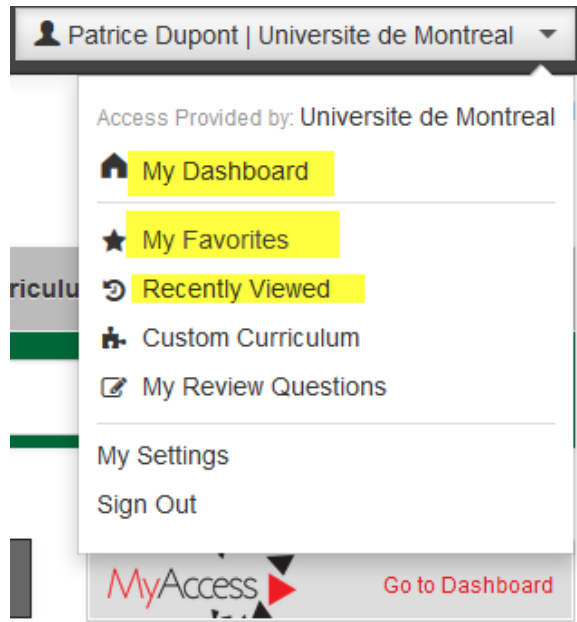 Patrice Dupont | Universite de Montreal
Access Provided by: Universite de Montreal
My Dashboard
My Favorites
riculu
Recently Viewed
Custom Curriculum
My Review Questions
My Settings
Sign Out
MyAccess
Go to Dashboard